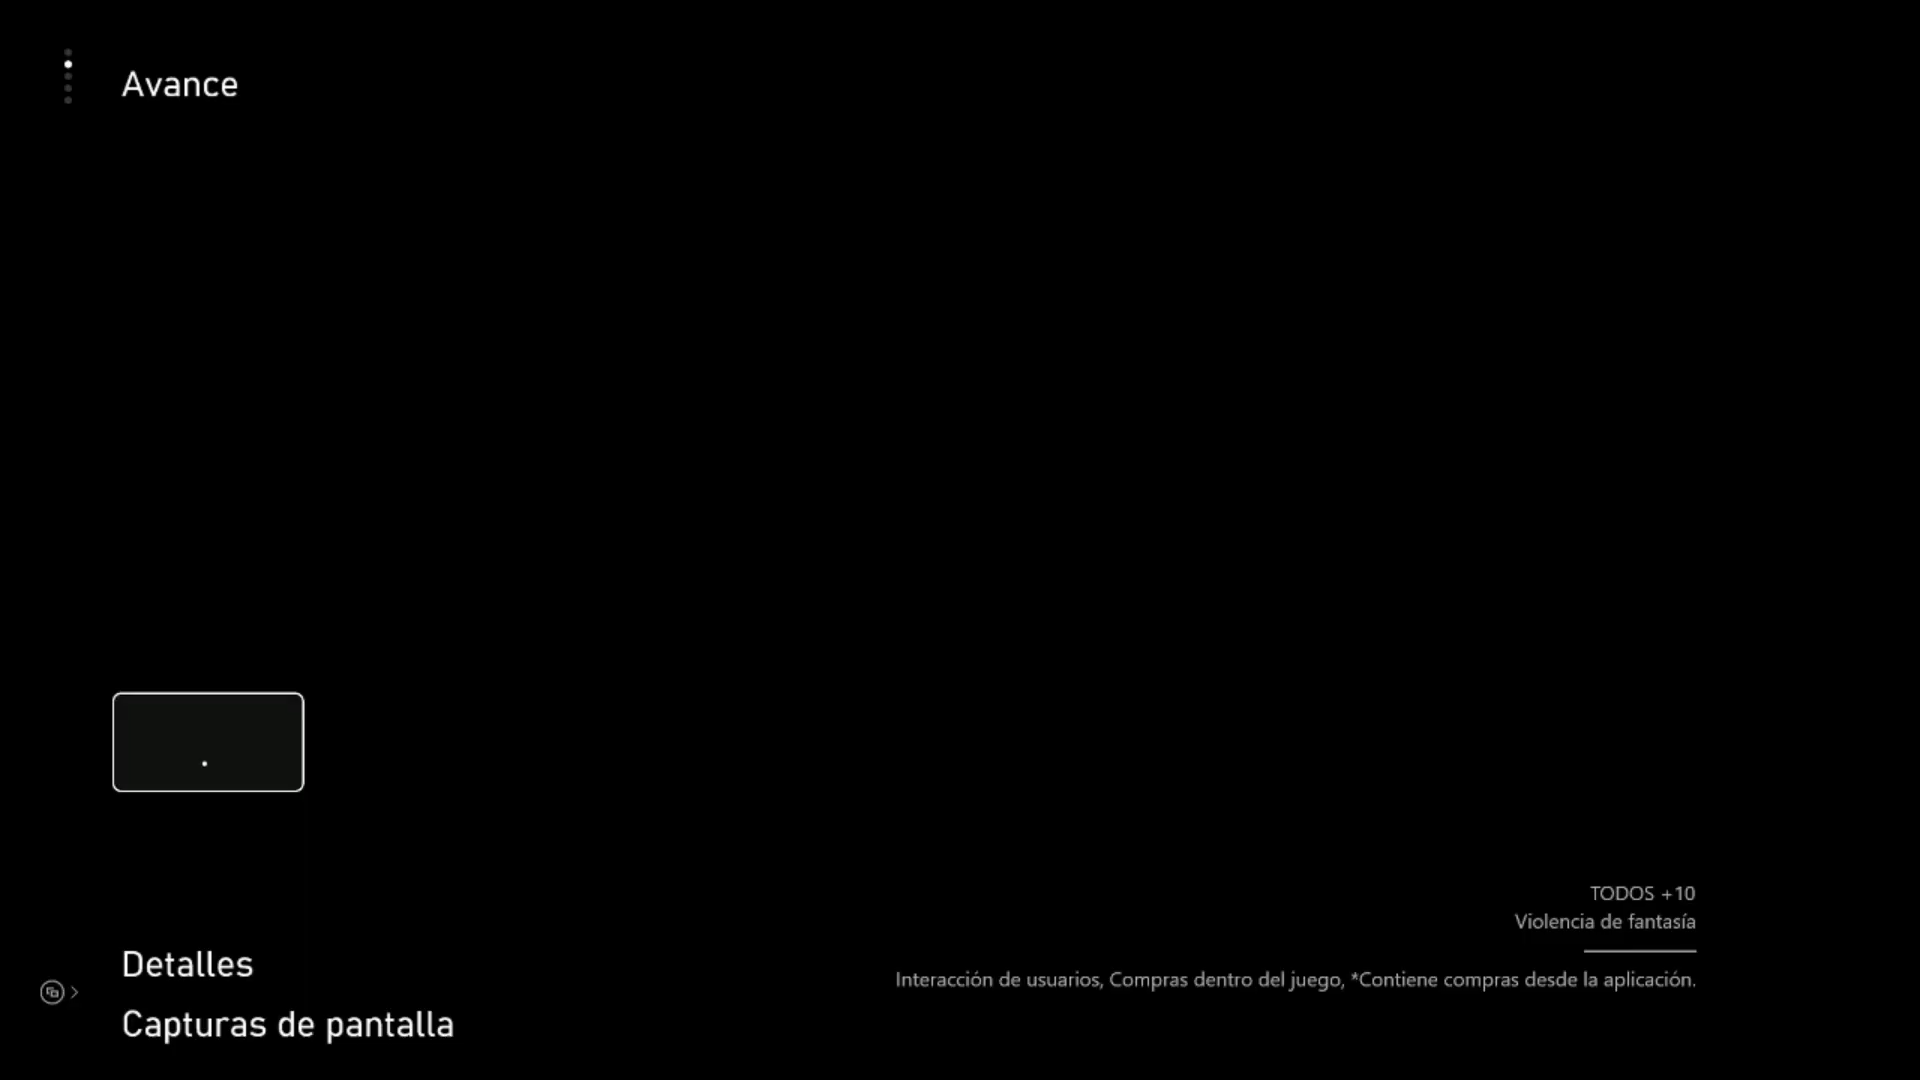 Avance
TODOS +10
Violencia de fantasía
Detalles
Interacción de usuarios, Compras dentro del juego, *Contiene compras desde la aplicación.
Capturas de pantalla